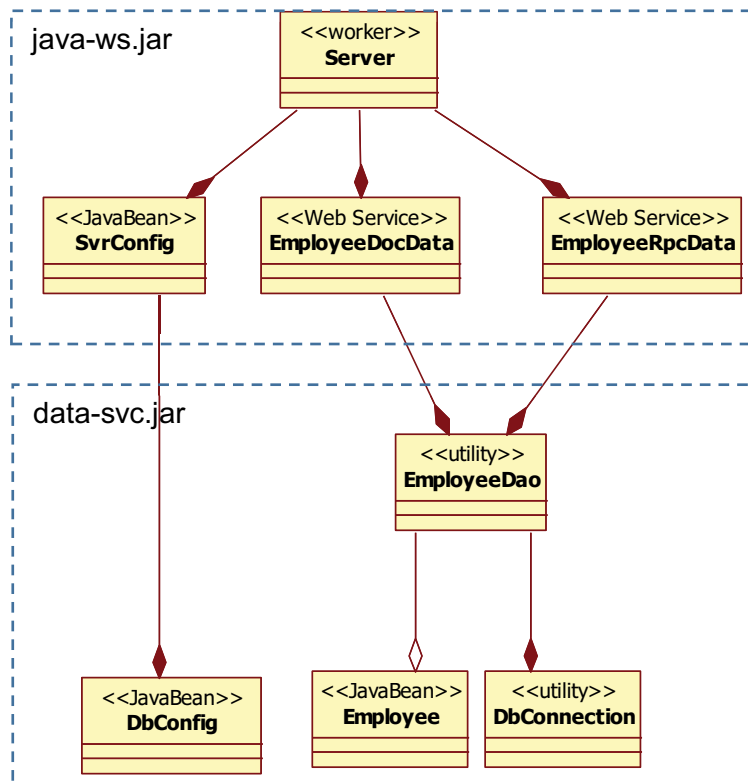 java-ws.jar
<<worker>>
Server
<<JavaBean>>
SvrConfig
<<Web Service>>
EmployeeDocData
<<Web Service>>
EmployeeRpcData
data-svc.jar
<<utility>>
EmployeeDao
<<JavaBean>>
DbConfig
<<JavaBean>>
Employee
<<utility>>
DbConnection